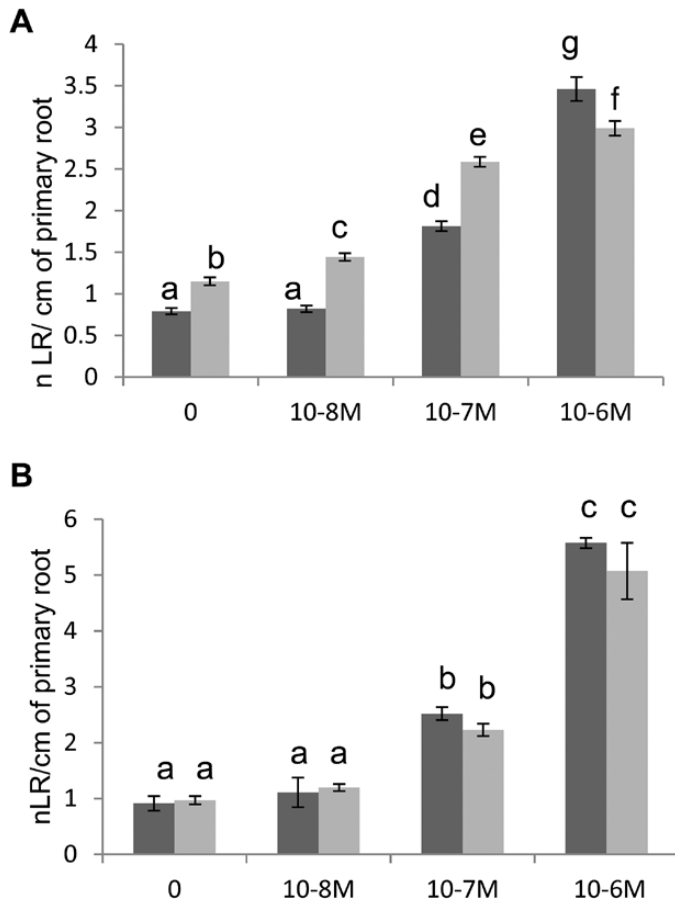 A
n LR/ cm of primary root
4
3.5
3
2.5
2
1.5
1
0.5
0
a b a c d e g f
0 10-8M 10-7M 10-6M
B
nLR/cm of primary root
6
5
4
3
2
1
0
a a a a b b c c
0 10-8M 10-7M 10-6M